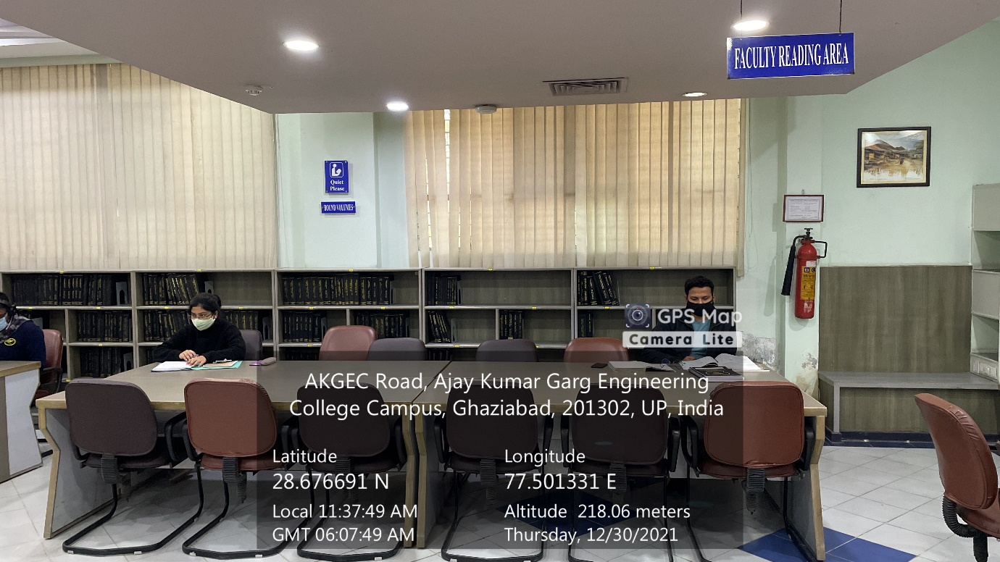 FACULTY READING AREA
Quiet
Please
BOUND VOLUMES
GPS Map
Camera Lite
AKGEC Road, Ajay Kumar Garg Engineering
College Campus, Ghaziabad, 201302, UP, India
Latitude
28.676691 N
Longitude
77.501331 E
Local 11:37:49 AM
GMT 06:07:49 AM
Altitude 218.06 meters
Thursday, 12/30/2021